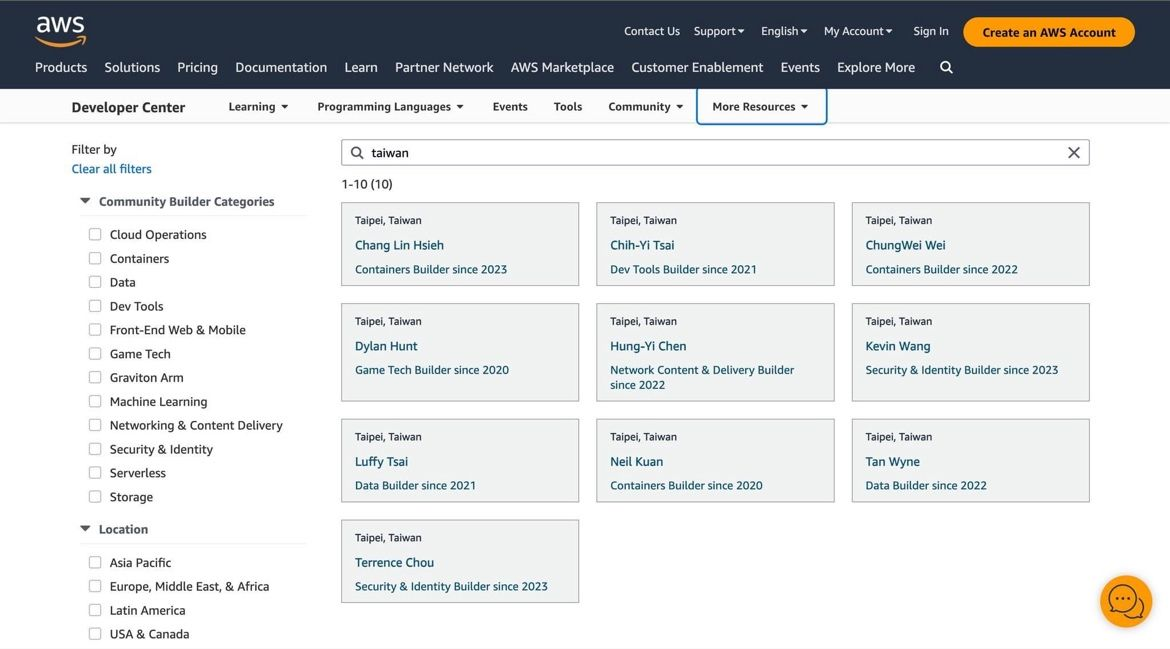 aws
Contact Us Support English My Account Sign In Create an AWS Account
Products Solutions Pricing Documentation Learn Partner Network AWS Marketplace Customer Enablement Events Explore More
Developer Center Learning Programming Languages Events Tools Community More Resources
Filter by
Clear all filters
Community Builder Categories
Cloud Operations
Containers
Data
Dev Tools
Front-End Web & Mobile
Game Tech
Graviton Arm
Machine Learning
Networking & Content Delivery
Security & Identity
Serverless
Storage
Location
Asia Pacific
Europe, Middle East, & Africa
Latin America
USA & Canada
taiwan
1-10 (10)
Taipei, Taiwan
Chang Lin Hsieh
Containers Builder since 2023
Taipei, Taiwan
Chih-Yi Tsai
Dev Tools Builder since 2021
Taipei, Taiwan
ChungWei Wei
Containers Builder since 2022
Taipei, Taiwan
Dylan Hunt
Game Tech Builder since 2020
Taipei, Taiwan
Hung-Yi Chen
Network Content & Delivery Builder
since 2022
Taipei, Taiwan
Kevin Wang
Security & Identity Builder since 2023
Taipei, Taiwan
Luffy Tsai
Data Builder since 2021
Taipei, Taiwan
Neil Kuan
Containers Builder since 2020
Taipei, Taiwan
Tan Wyne
Data Builder since 2022
Taipei, Taiwan
Terrence Chou
Security & Identity Builder since 2023